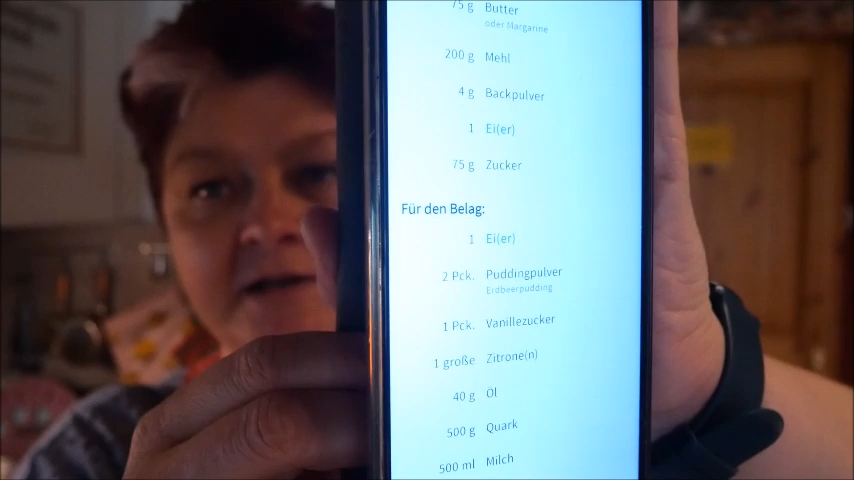 75 g Butter
oder Margarine
200 g Mehl
4 g Backpulver
1 Ei(er)
75 g Zucker
Für den Belag:
1 Ei(er)
2 Pck. Puddingpulver
Erdbeerpudding
1 Pck. Vanillezucker
1 große Zitrone(n)
40 g Öl
500 g Quark
500 ml Milch